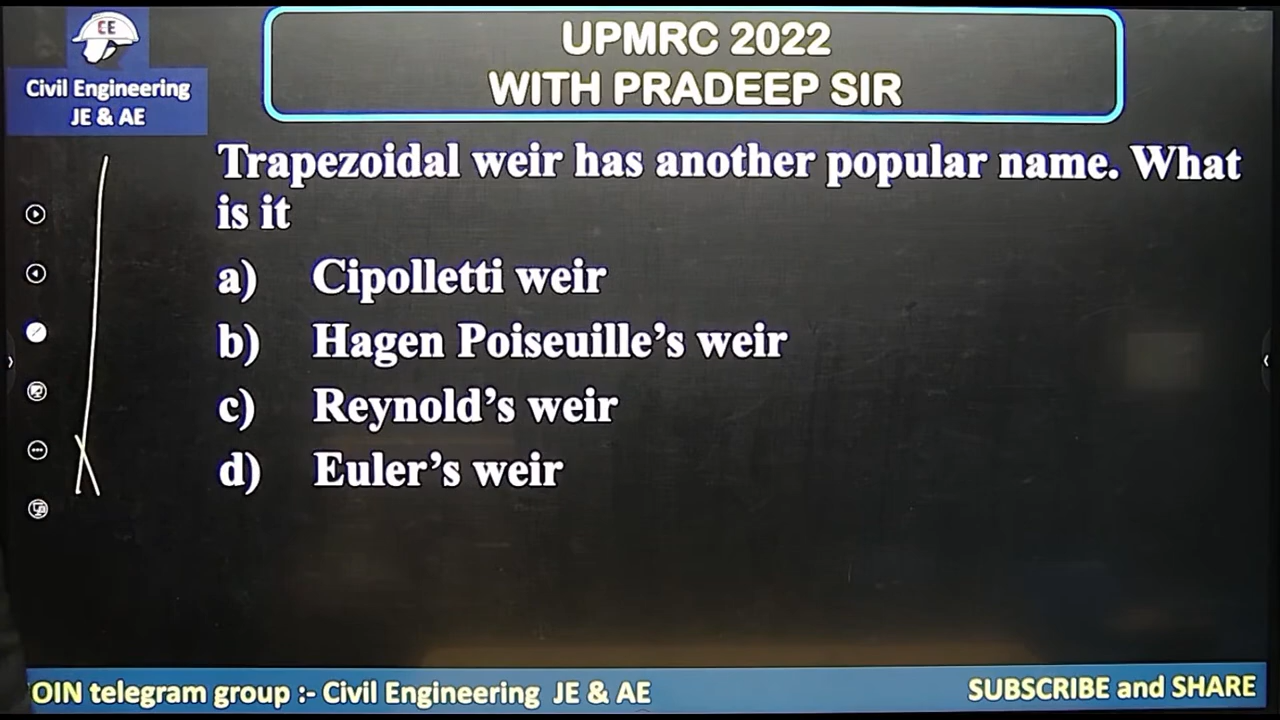 CE
Civil Engineering
JE & AE
UPMRC 2022
WITH PRADEEP SIR
Trapezoidal weir has another popular name. What
is it
a) Cipolletti weir
b) Hagen Poiseuille's weir
c) Reynold's weir
d) Euler's weir
OIN telegram group :- Civil Engineering JE & AE
SUBSCRIBE and SHARE